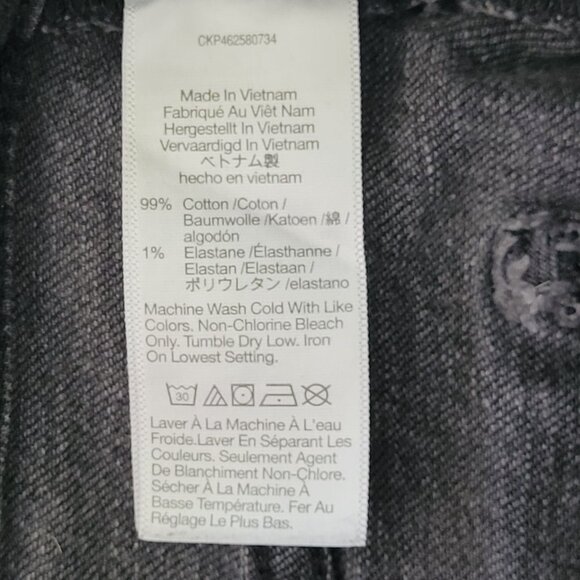 CKP462580734
Made In Vietnam
Fabriqué Au Viêt Nam
Hergestellt In Vietnam
Vervaardigd In Vietnam
ベトナム製
hecho en vietnam
99% Cotton /Coton /
Baumwolle /Katoen /綿 /
algodón
1% Elastane /Élasthanne /
Elastan /Elastaan /
ポリウレタン /elastano
Machine Wash Cold With Like
Colors. Non-Chlorine Bleach
Only. Tumble Dry Low. Iron
On Lowest Setting.
30
Laver À La Machine À L'eau
Froide.Laver En Séparant Les
Couleurs. Seulement Agent
De Blanchiment Non-Chlore.
Sécher À La Machine À
Basse Température. Fer Au
Réglage Le Plus Bas.